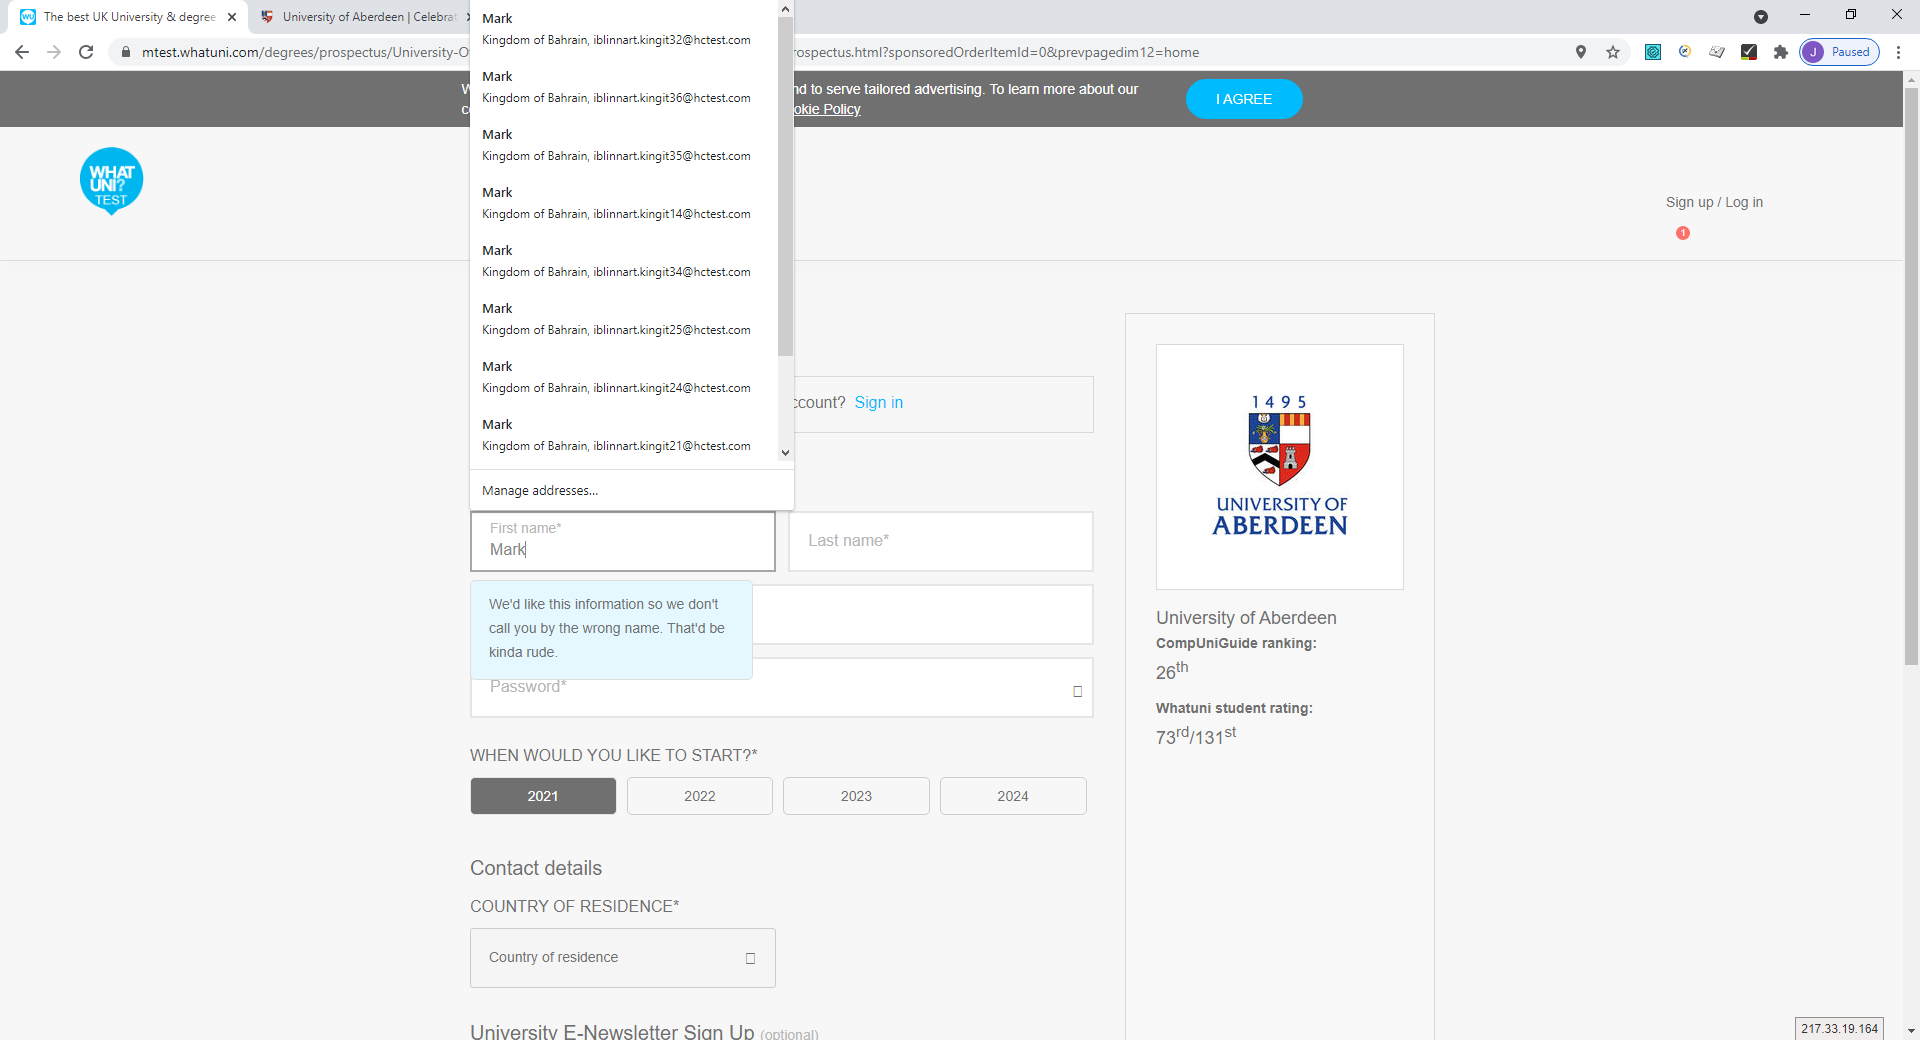 The best UK University & degree
University of Aberdeen | Celebrat
mtest.whatuni.com/degrees/prospectus/University-O
rospectus.html?sponsoredOrderItemId=0&prevpagedim12=home
J Paused
nd to serve tailored advertising. To learn more about our
okie Policy
I AGREE
WHAT
UNI?
TEST
Sign up / Log in
1
Mark
Kingdom of Bahrain, iblinnart.kingit32@hctest.com
Mark
Kingdom of Bahrain, iblinnart.kingit36@hctest.com
Mark
Kingdom of Bahrain, iblinnart.kingit35@hctest.com
Mark
Kingdom of Bahrain, iblinnart.kingit14@hctest.com
Mark
Kingdom of Bahrain, iblinnart.kingit34@hctest.com
Mark
Kingdom of Bahrain, iblinnart.kingit25@hctest.com
Mark
Kingdom of Bahrain, iblinnart.kingit24@hctest.com
Mark
Kingdom of Bahrain, iblinnart.kingit21@hctest.com
Manage addresses...
ccount? Sign in
First name*
Mark
Last name*
We'd like this information so we don't
call you by the wrong name. That'd be
kinda rude.
Password*
WHEN WOULD YOU LIKE TO START?*
2021
2022
2023
2024
Contact details
COUNTRY OF RESIDENCE*
Country of residence
University E-Newsletter Sign Up (optional)
1495
UNIVERSITY OF
ABERDEEN
University of Aberdeen
CompUniGuide ranking:
26th
Whatuni student rating:
73rd/131st
217.33.19.164